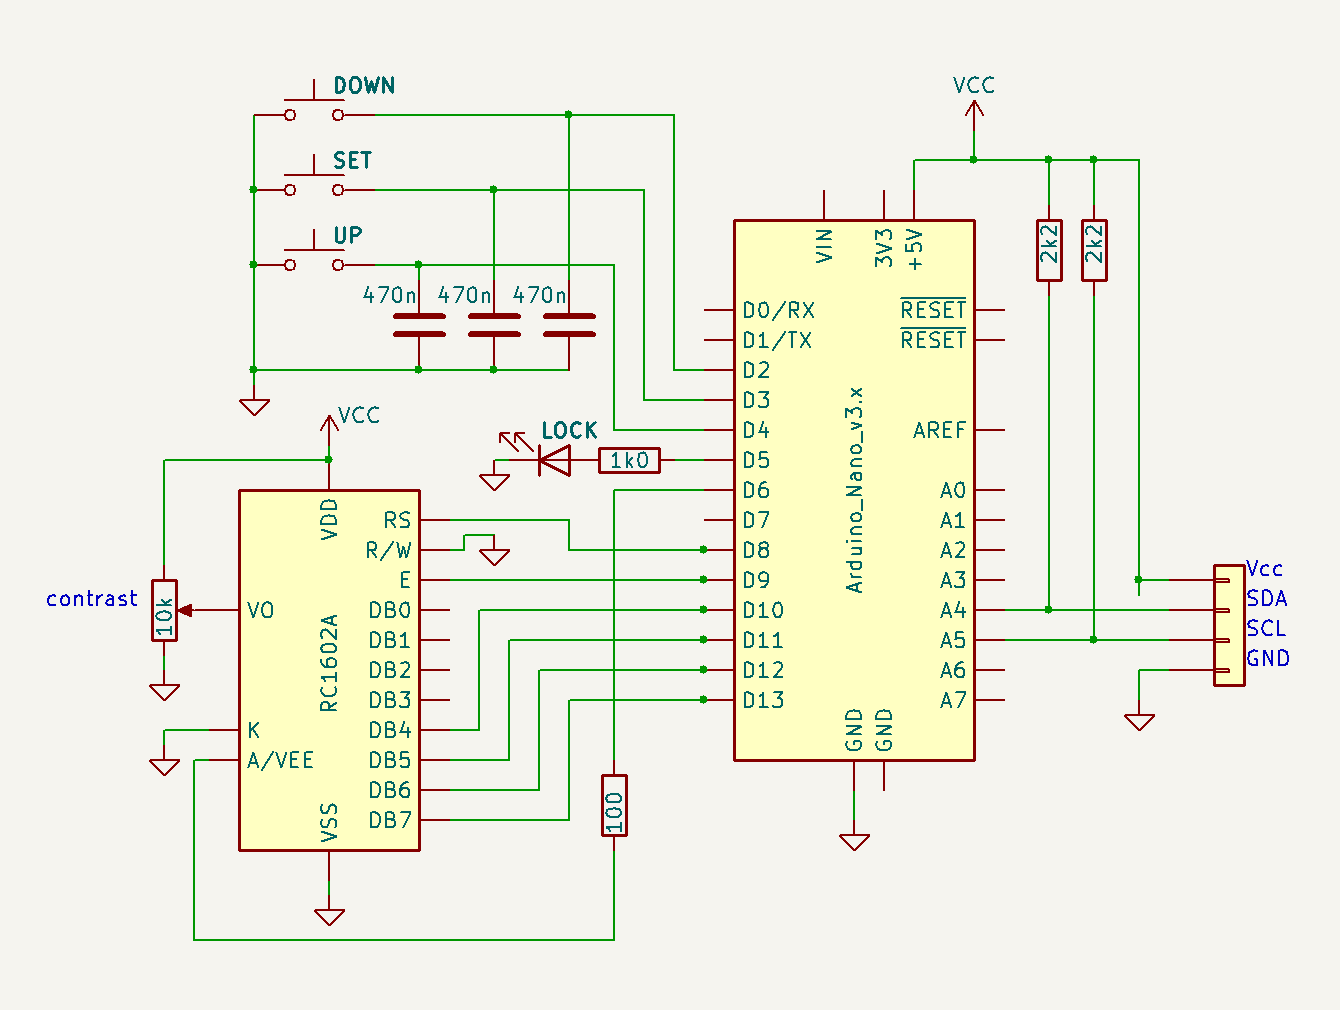 DOWN
VCC
SET
UP
470n 470n 470n
2k2 2k2
VIN 3V3 +5V
D0/RX RESET
D1/TX RESET
D2
D3
D4 AREF
D5
D6 A0
D7 A1
D8 A2
D9 A3
D10 A4
D11 A5
D12 A6
D13 A7
GND GND
Arduino_Nano_v3.x
LOCK
1k0
VCC
VDD
RS
R/W
E
VO DB0
DB1
DB2
DB3
K DB4
A/VEE DB5
DB6
VSS DB7
RC1602A
contrast
10k
100
Vcc
SDA
SCL
GND